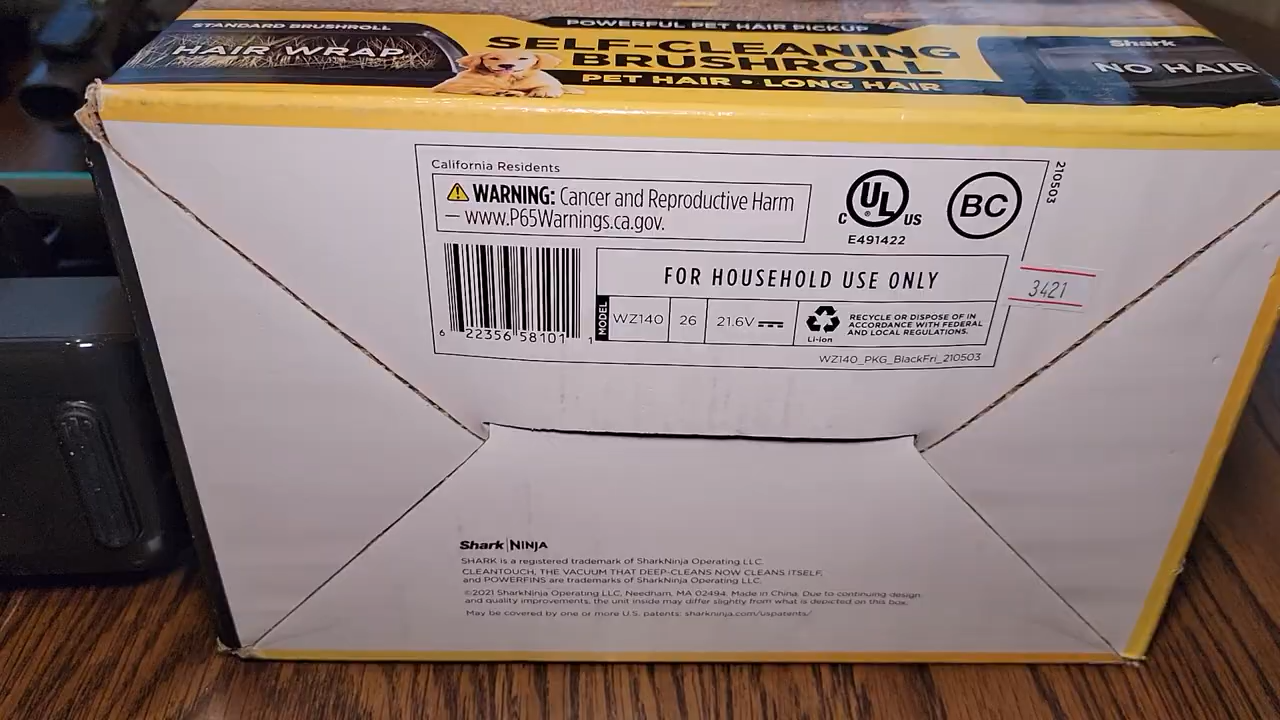 STANDARD BRUSHROLL
HAIR WRAP
POWERFUL PET HAIR PICKUP
SELF-CLEANING
BRUSHROLL
PET HAIR • LONG HAIR
Shark
NO HAIR
California Residents
⚠ WARNING: Cancer and Reproductive Harm
— www.P65Warnings.ca.gov.
C UL ® US
E491422
BC
210503
6 22356 58101 1
FOR HOUSEHOLD USE ONLY
MODEL WZ140 26 21.6V
Li-ion
RECYCLE OR DISPOSE OF IN
ACCORDANCE WITH FEDERAL
AND LOCAL REGULATIONS.
WZ140_PKG_BlackFri_210503
3421
Shark|NINJA
SHARK is a registered trademark of SharkNinja Operating LLC.
CLEANTOUCH, THE VACUUM THAT DEEP-CLEANS NOW CLEANS ITSELF,
and POWERFINS are trademarks of SharkNinja Operating LLC.
©2021 SharkNinja Operating LLC, Needham, MA 02494. Made in China. Due to continuing design
and quality improvements, the unit inside may differ slightly from what is depicted on this box.
May be covered by one or more U.S. patents: sharkninja.com/uspatents/